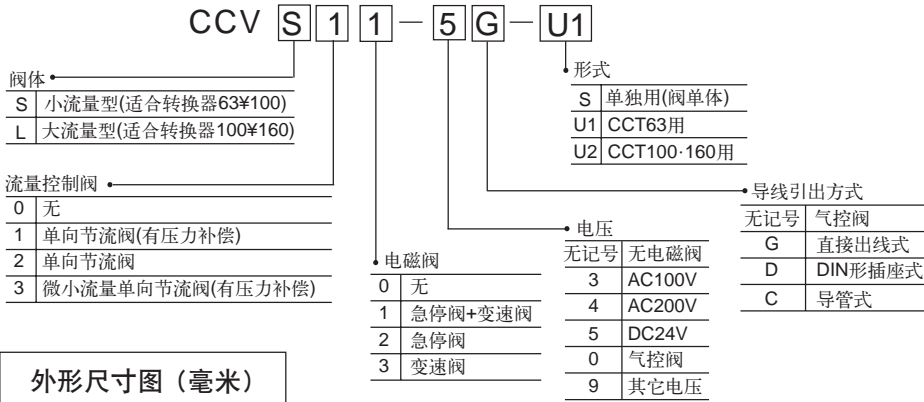 CCV S 1 1 — 5 G — U1
阀体
S 小流量型(适合转换器63¥100)
L 大流量型(适合转换器100¥160)
流量控制阀
0 无
1 单向节流阀(有压力补偿)
2 单向节流阀
3 微小流量单向节流阀(有压力补偿)
电磁阀
0 无
1 急停阀+变速阀
2 急停阀
3 变速阀
电压
无记号 无电磁阀
3 AC100V
4 AC200V
5 DC24V
0 气控阀
9 其它电压
形式
S 单独用(阀单体)
U1 CCT63用
U2 CCT100·160用
导线引出方式
无记号 气控阀
G 直接出线式
D DIN形插座式
C 导管式
外形尺寸图（毫米）